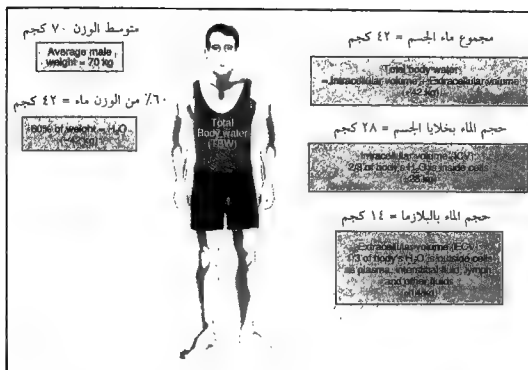 متوسط الوزن ٧٠ كجم
Average male
weight = 70 kg
٦٠٪ من الوزن ماء = ٤٢ كجم
60% of weight = H₂O
Total
Body water
(TBW)
مجموع ماء الجسم = ٤٢ كجم
Total body water
= Intracellular volume + Extracellular volume
(42 kg)
حجم الماء بخلايا الجسم = ٢٨ كجم
Intracellular volume (ICV)
2/3 of body's H₂O is inside cells
حجم الماء بالبلازما = ١٤ كجم
Extracellular volume (ECV)
1/3 of body's H₂O is outside cells
as plasma, interstitial fluid, lymph
and other fluids
(14 kg)